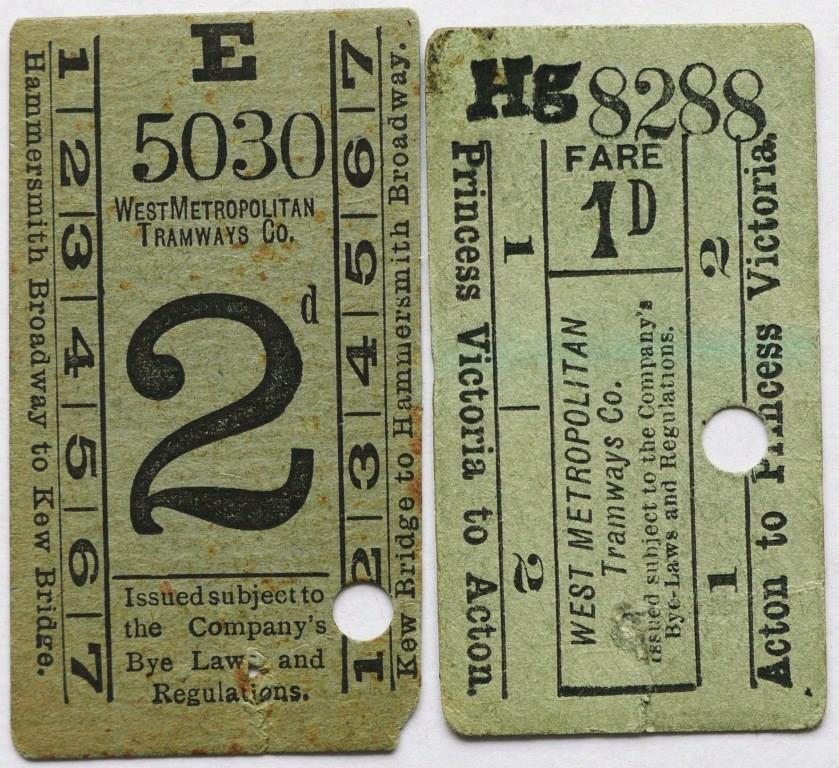 E
5030
WEST METROPOLITAN
TRAMWAYS CO.
2d
Issued subject to
the Company's
Bye Laws and
Regulations.
Hammersmith Broadway to Kew Bridge.
1 2 3 4 5 6 7
7 6 5 4 3 2 1
Kew Bridge to Hammersmith Broadway.
Hg 8288
FARE
1D
WEST METROPOLITAN
Tramways Co.
Issued subject to the Company's
Bye-Laws and Regulations.
Princess Victoria to Acton.
1 2
2 1
Acton to Princess Victoria.